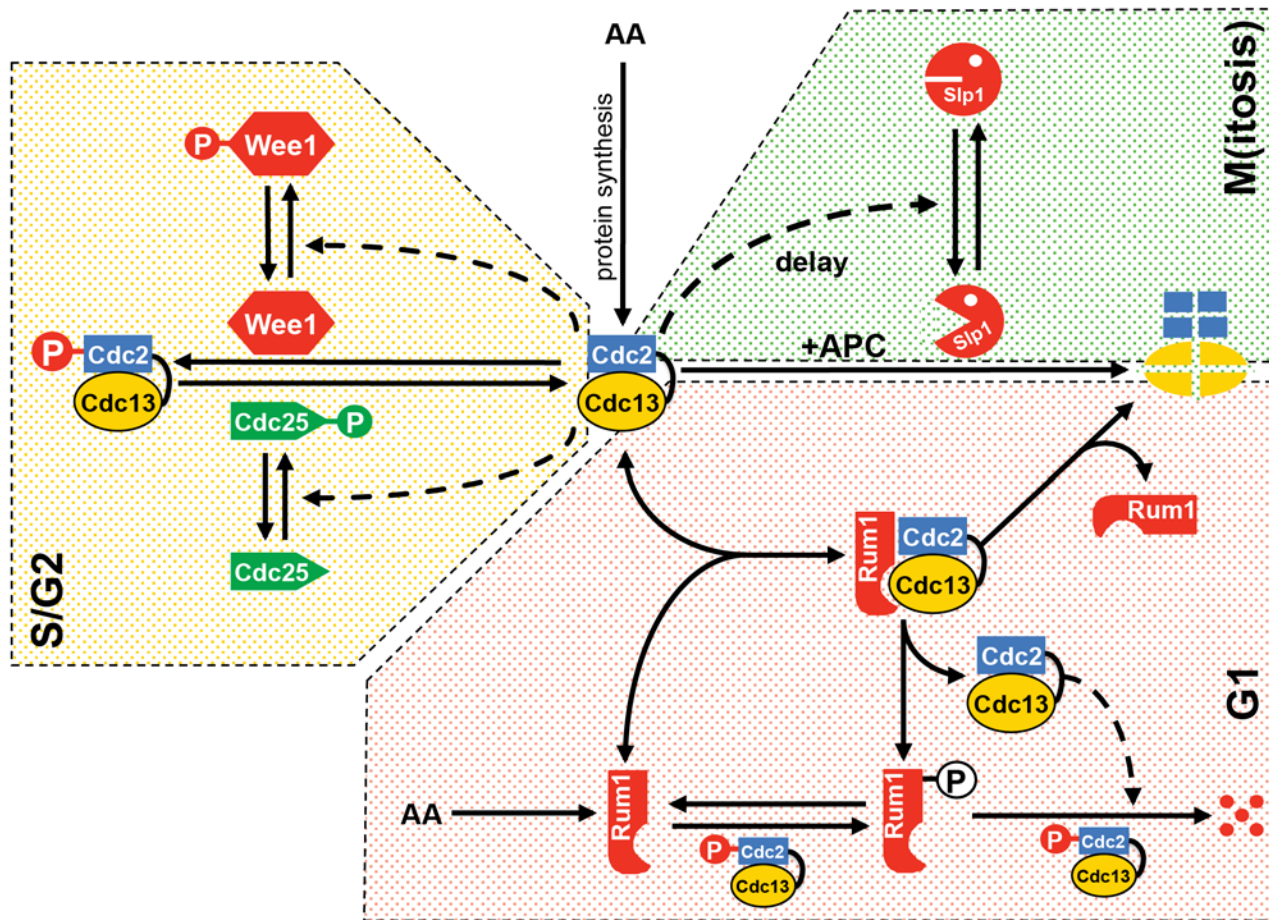 AA
protein synthesis
M(itosis)
Slp1
P
Wee1
delay
Wee1
Slp1
+APC
P
Cdc2
Cdc13
Cdc2
Cdc13
Cdc25
P
Cdc25
S/G2
Rum1
Cdc2
Cdc13
Rum1
Cdc2
Cdc13
G1
AA
Rum1
Rum1
P
P
Cdc2
Cdc13
P
Cdc2
Cdc13